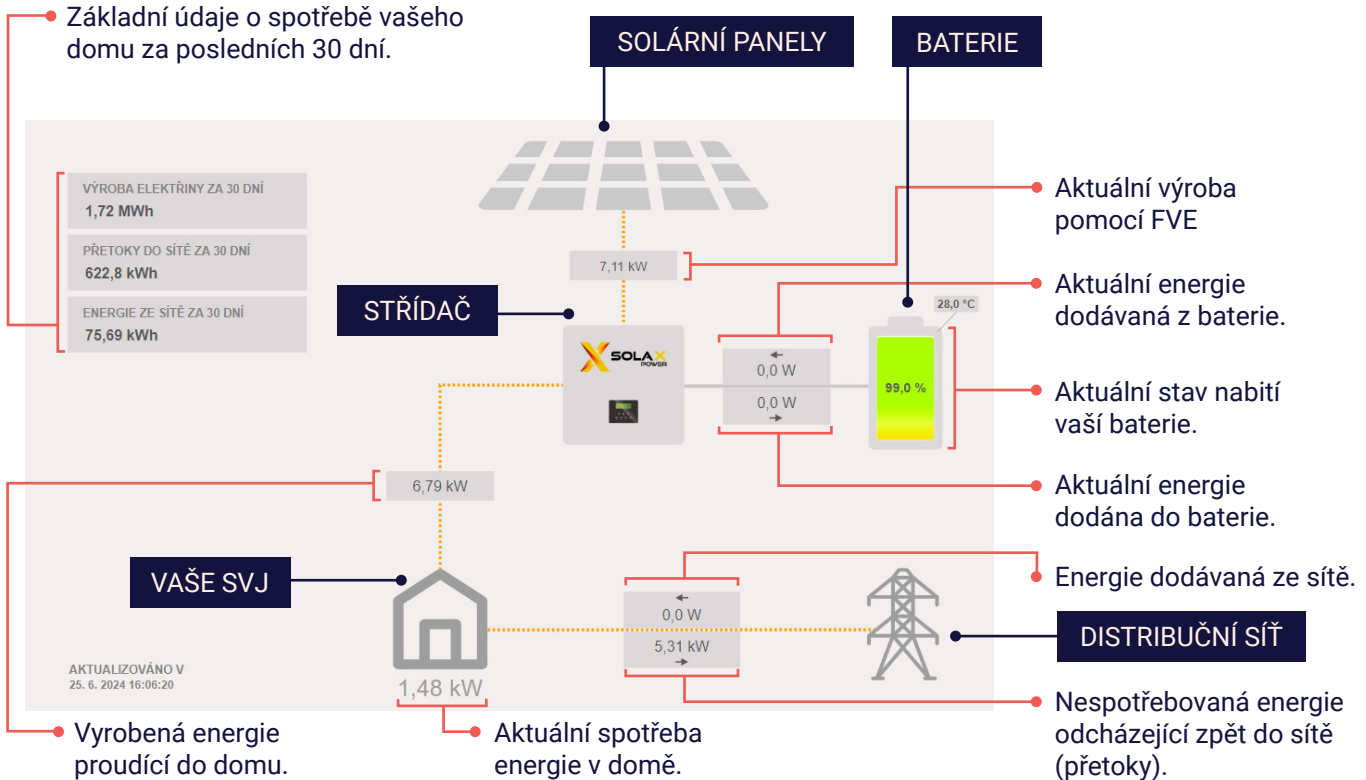 Základní údaje o spotřebě vašeho
domu za posledních 30 dní.
SOLÁRNÍ PANELY
BATERIE
VÝROBA ELEKTŘINY ZA 30 DNÍ
1,72 MWh
PŘETOKY DO SÍTĚ ZA 30 DNÍ
622,8 kWh
ENERGIE ZE SÍTĚ ZA 30 DNÍ
75,69 kWh
Aktuální výroba
pomocí FVE
7,11 kW
STŘÍDAČ
Aktuální energie
dodávaná z baterie.
28,0 °C
SOLAX
POWER
←
0,0 W
0,0 W
→
99,0 %
Aktuální stav nabití
vaší baterie.
6,79 kW
Aktuální energie
dodána do baterie.
VAŠE SVJ
←
0,0 W
5,31 kW
→
Energie dodávaná ze sítě.
DISTRIBUČNÍ SÍŤ
AKTUALIZOVÁNO V
25. 6. 2024 16:06:20
1,48 kW
Vyrobená energie
proudící do domu.
Aktuální spotřeba
energie v domě.
Nespotřebovaná energie
odcházející zpět do sítě
(přetoky).